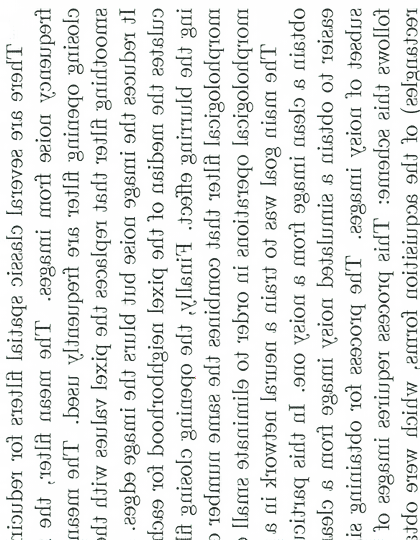 There are several classic spatial filters for reducin
frequency noise from images. The mean filter, the
closing opening filter are frequently used. The mean
smoothing filter that replaces the pixel values with th
It reduces the image noise but blurs the image edges.
culates the median of the pixel neighborhood for eac
ing the blurring effect. Finally, the opening closing fi
morphological filter that combines the same number o
morphological operations in order to eliminate small
The main goal was to train a neural network in a
obtain a clean image from a noisy one. In this partic
easier to obtain a simulated noisy image from a clea
subset of noisy images. The process for obtaining si
follows this scheme. This process requires images of
rectangles) of the acquisition forms, which were obta